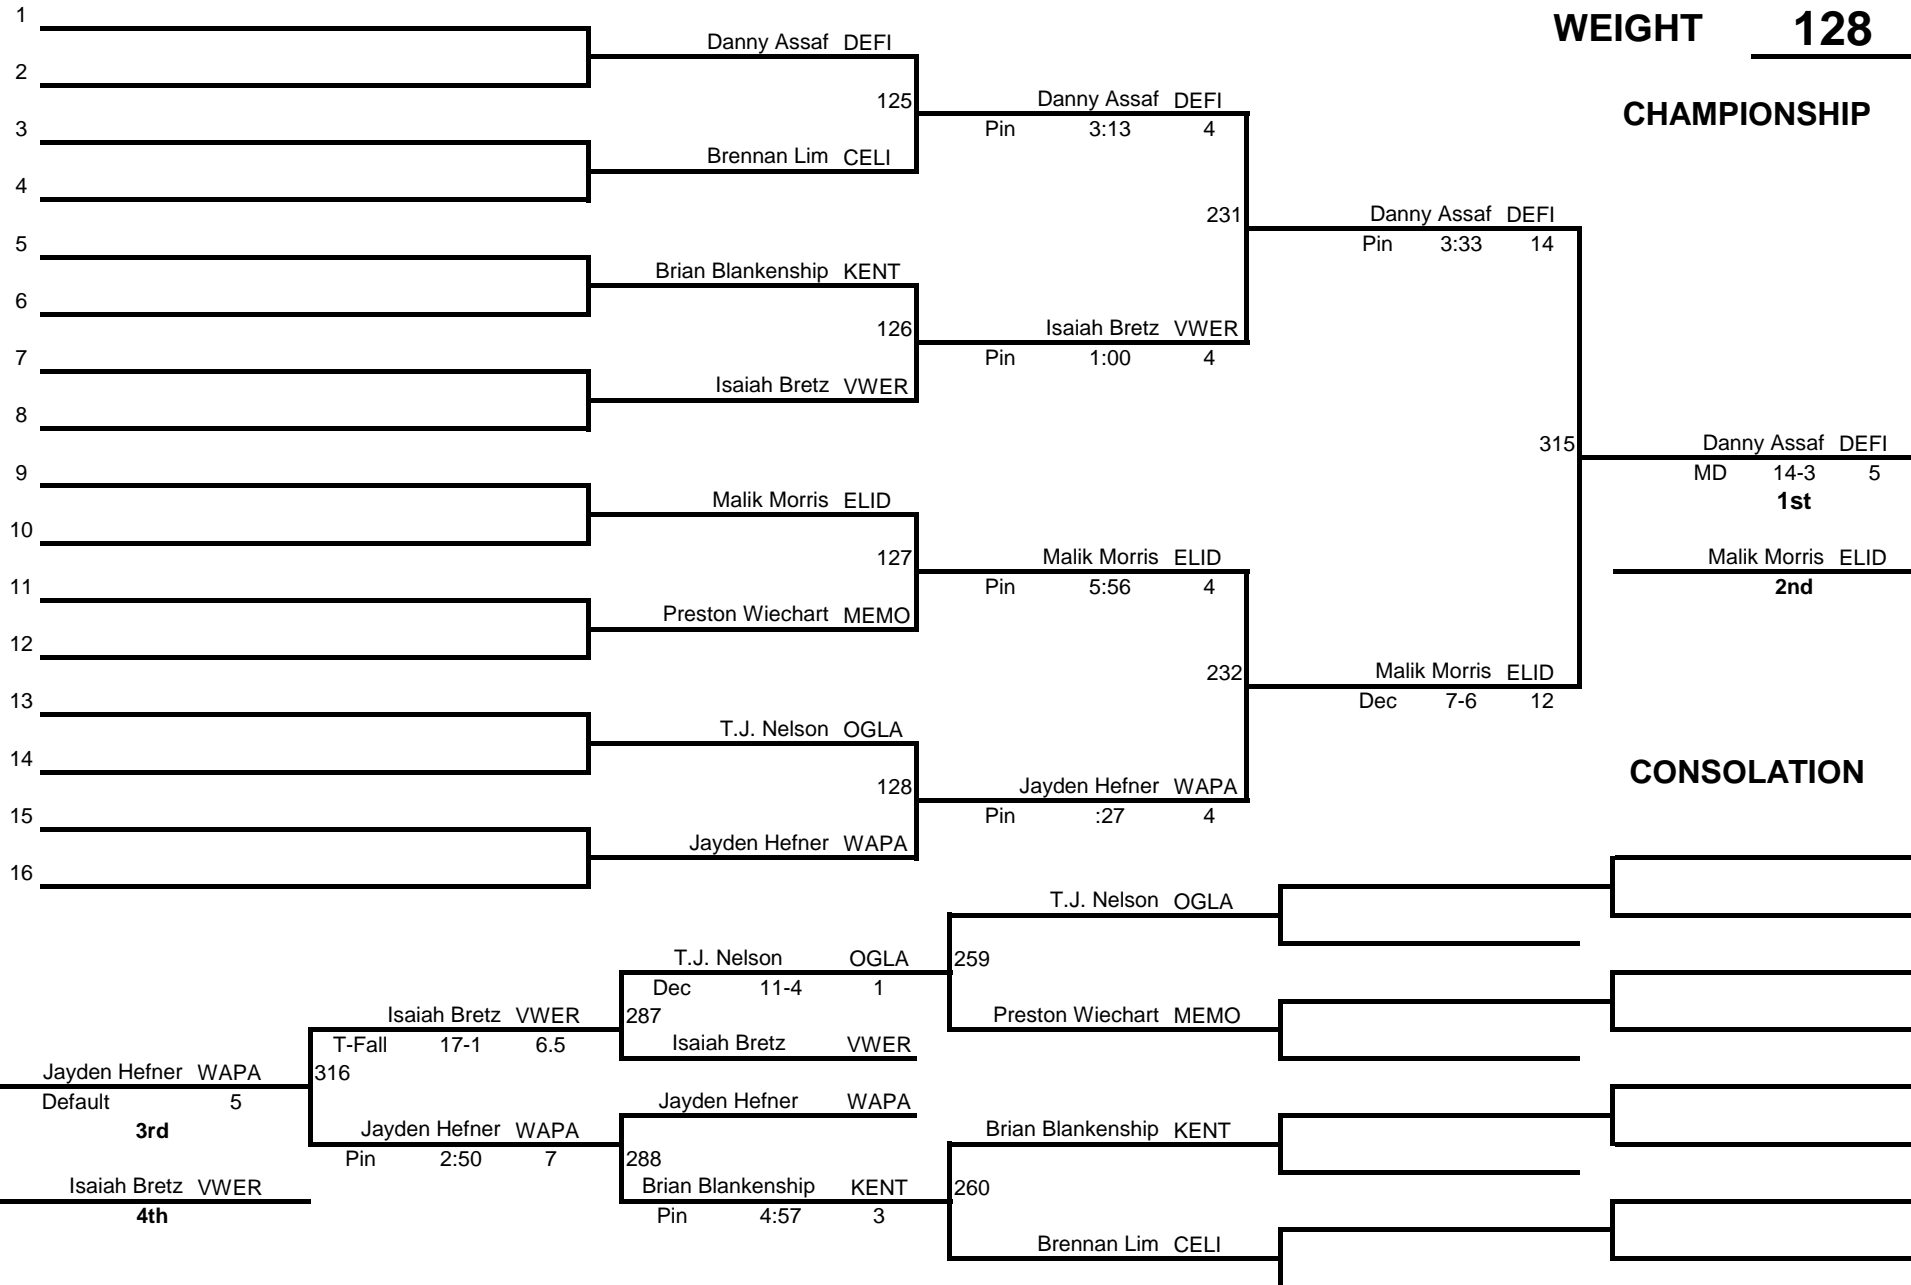 1
WEIGHT 128
Danny Assaf DEFI
2
125
Danny Assaf DEFI
CHAMPIONSHIP
3
Pin 3:13 4
Brennan Lim CELI
4
231
Danny Assaf DEFI
5
Pin 3:33 14
Brian Blankenship KENT
6
126
Isaiah Bretz VWER
7
Pin 1:00 4
Isaiah Bretz VWER
8
315
Danny Assaf DEFI
9
MD 14-3 5
Malik Morris ELID
1st
10
127
Malik Morris ELID
Malik Morris ELID
11
Pin 5:56 4
2nd
Preston Wiechart MEMO
12
232
Malik Morris ELID
13
Dec 7-6 12
T.J. Nelson OGLA
14
CONSOLATION
128
Jayden Hefner WAPA
15
Pin :27 4
Jayden Hefner WAPA
16
T.J. Nelson OGLA
T.J. Nelson OGLA
259
Dec 11-4 1
Isaiah Bretz VWER
287
Preston Wiechart MEMO
T-Fall 17-1 6.5
Isaiah Bretz VWER
Jayden Hefner WAPA
316
Default 5
Jayden Hefner WAPA
3rd
Jayden Hefner WAPA
Brian Blankenship KENT
Pin 2:50 7
288
Isaiah Bretz VWER
Brian Blankenship KENT
260
4th
Pin 4:57 3
Brennan Lim CELI